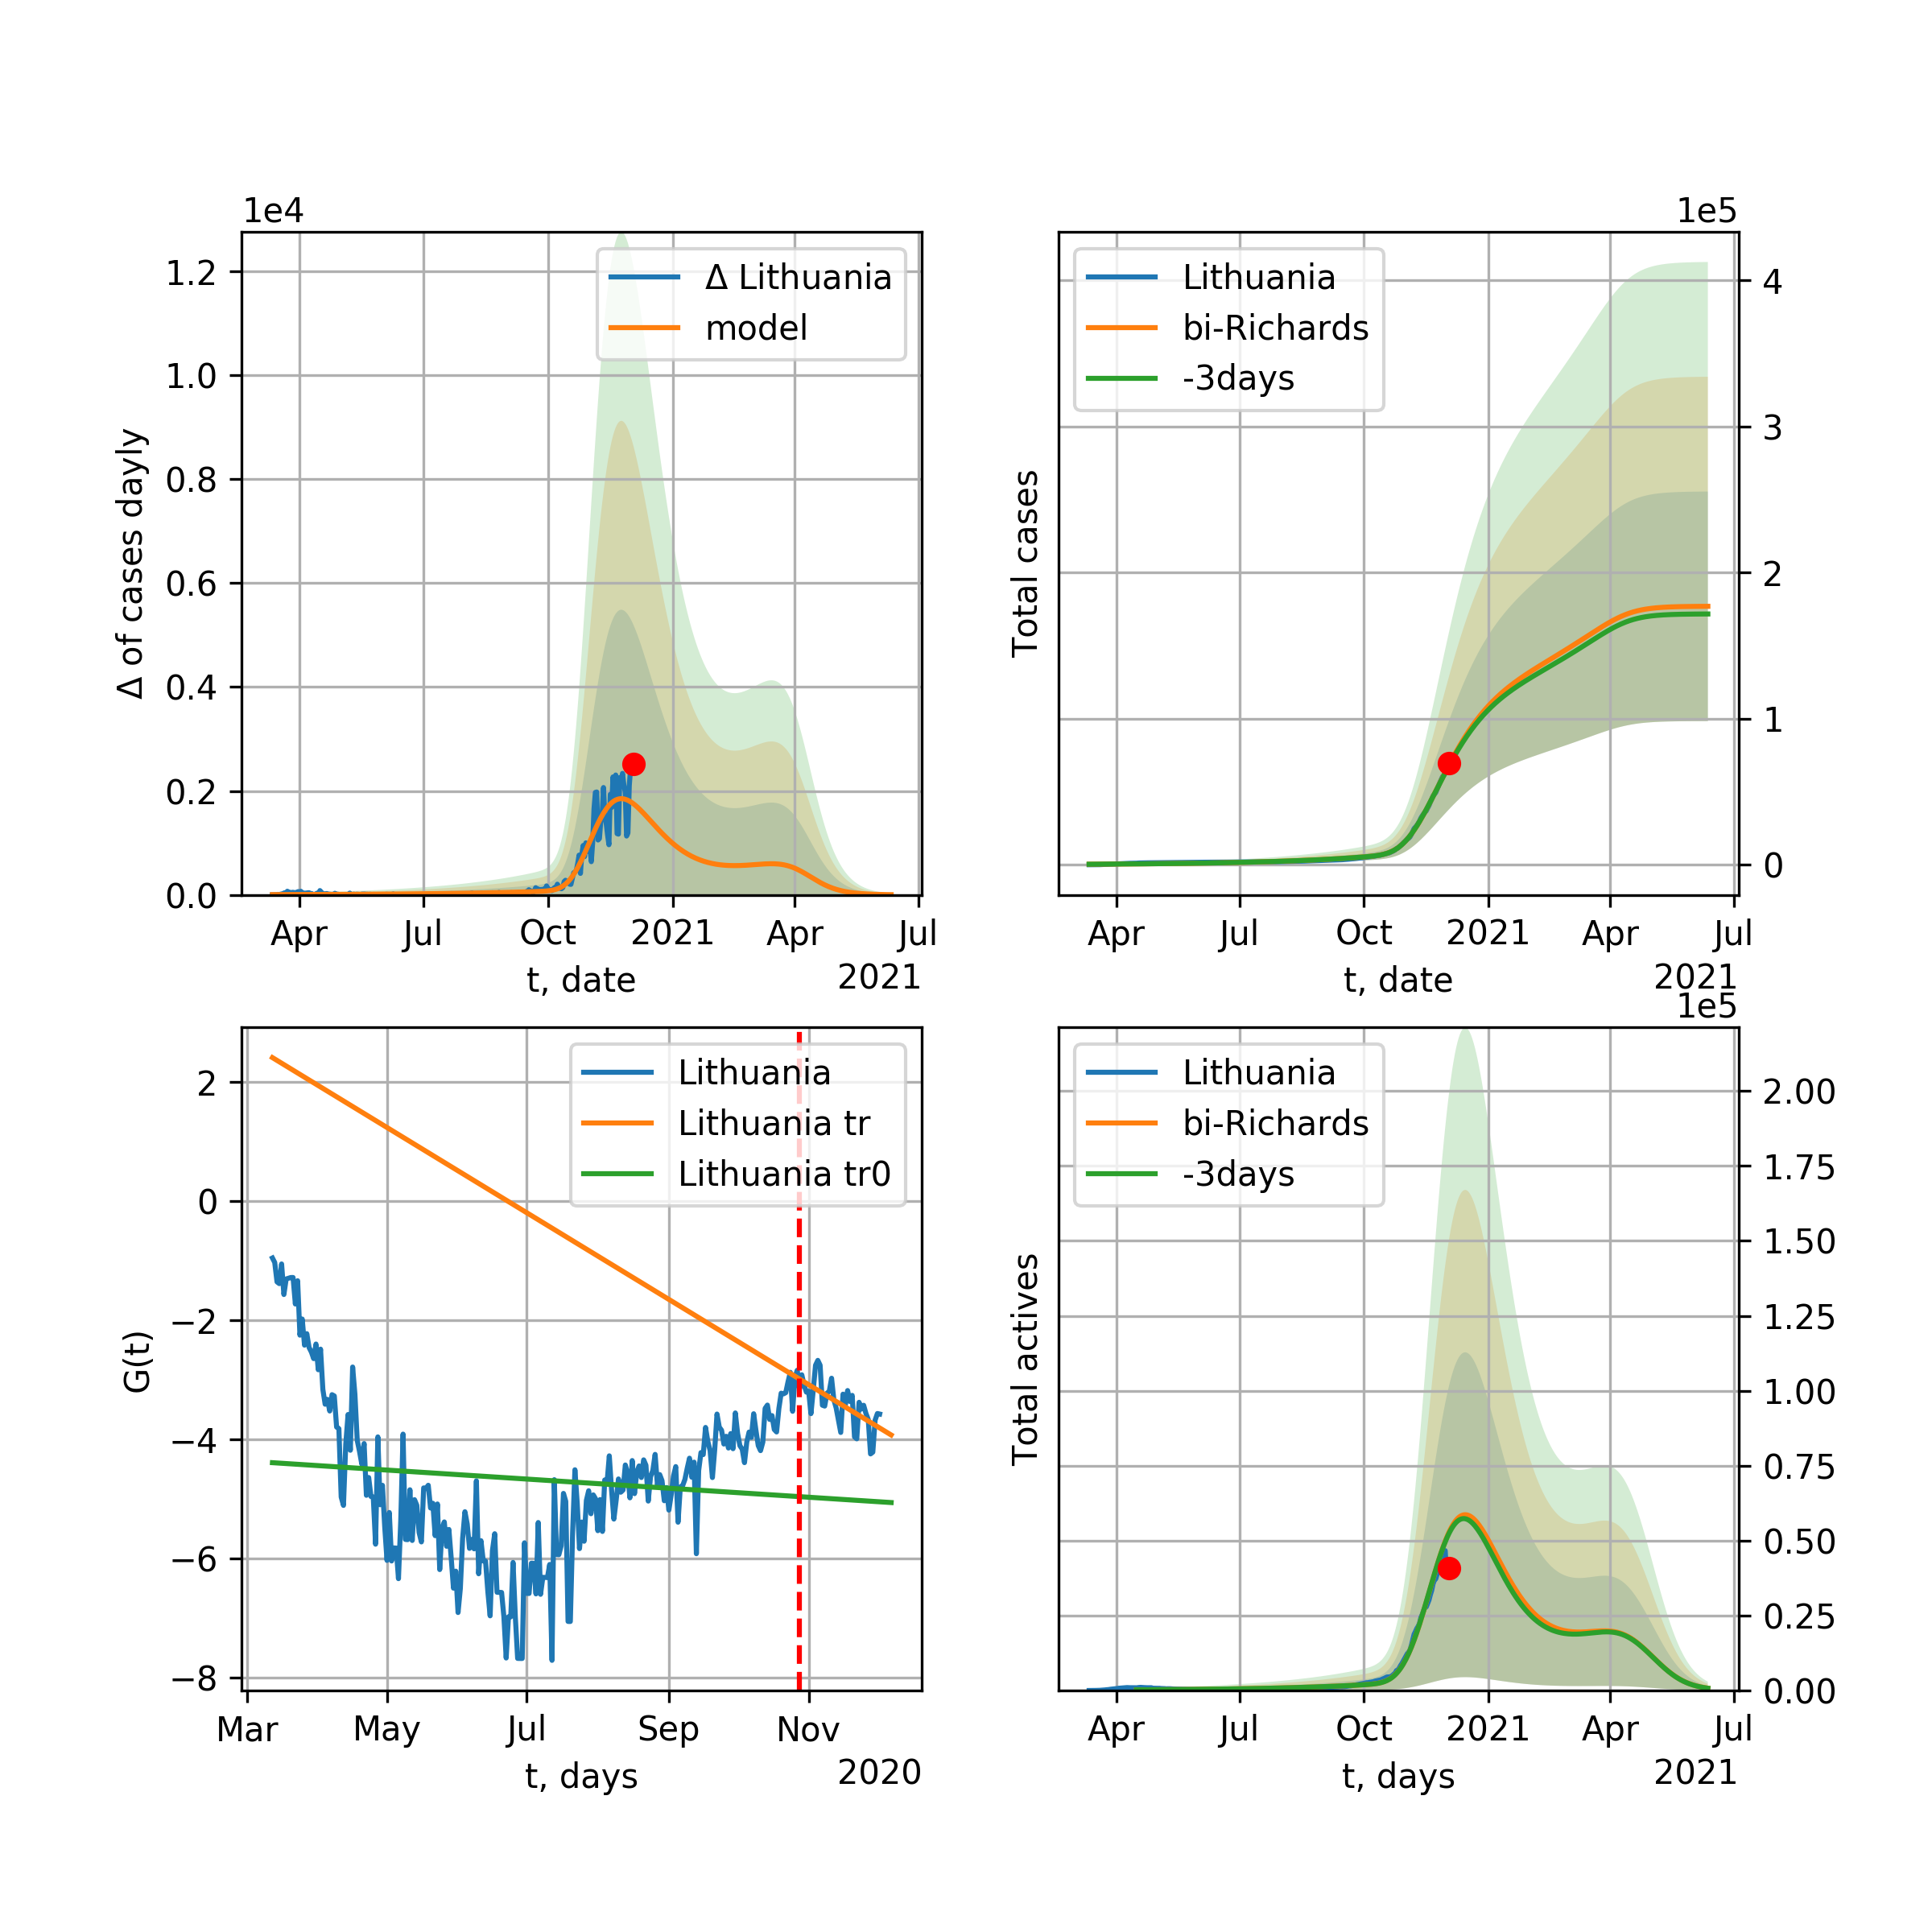 1e4
Δ Lithuania
model
1.2
1.0
0.8
0.6
0.4
0.2
0.0
Δ of cases dayly
Apr Jul Oct 2021 Apr Jul
t, date
2021
1e5
Lithuania
bi-Richards
-3days
4
3
2
1
0
Total cases
Apr Jul Oct 2021 Apr Jul
t, date
2021
Lithuania
Lithuania tr
Lithuania tr0
2
0
−2
−4
−6
−8
G(t)
Mar May Jul Sep Nov
t, days
2020
1e5
Lithuania
bi-Richards
-3days
2.00
1.75
1.50
1.25
1.00
0.75
0.50
0.25
0.00
Total actives
Apr Jul Oct 2021 Apr Jul
t, days
2021